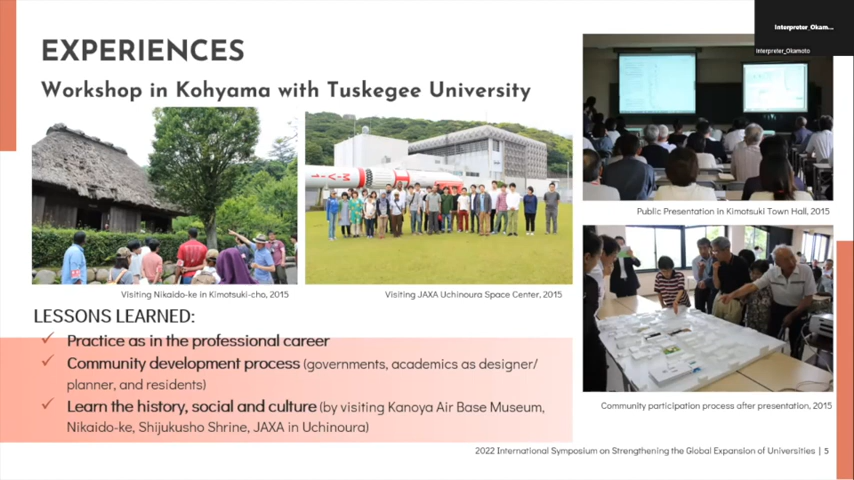 Interpreter_Okam...
Interpreter_Okamoto
EXPERIENCES
Workshop in Kohyama with Tuskegee University
Visiting Nikaido-ke in Kimotsuki-cho, 2015
Visiting JAXA Uchinoura Space Center, 2015
Public Presentation in Kimotsuki Town Hall, 2015
LESSONS LEARNED:
✓ Practice as in the professional career
✓ Community development process (governments, academics as designer/
planner, and residents)
✓ Learn the history, social and culture (by visiting Kanoya Air Base Museum,
Nikaido-ke, Shijukusho Shrine, JAXA in Uchinoura)
Community participation process after presentation, 2015
2022 International Symposium on Strengthening the Global Expansion of Universities | 5